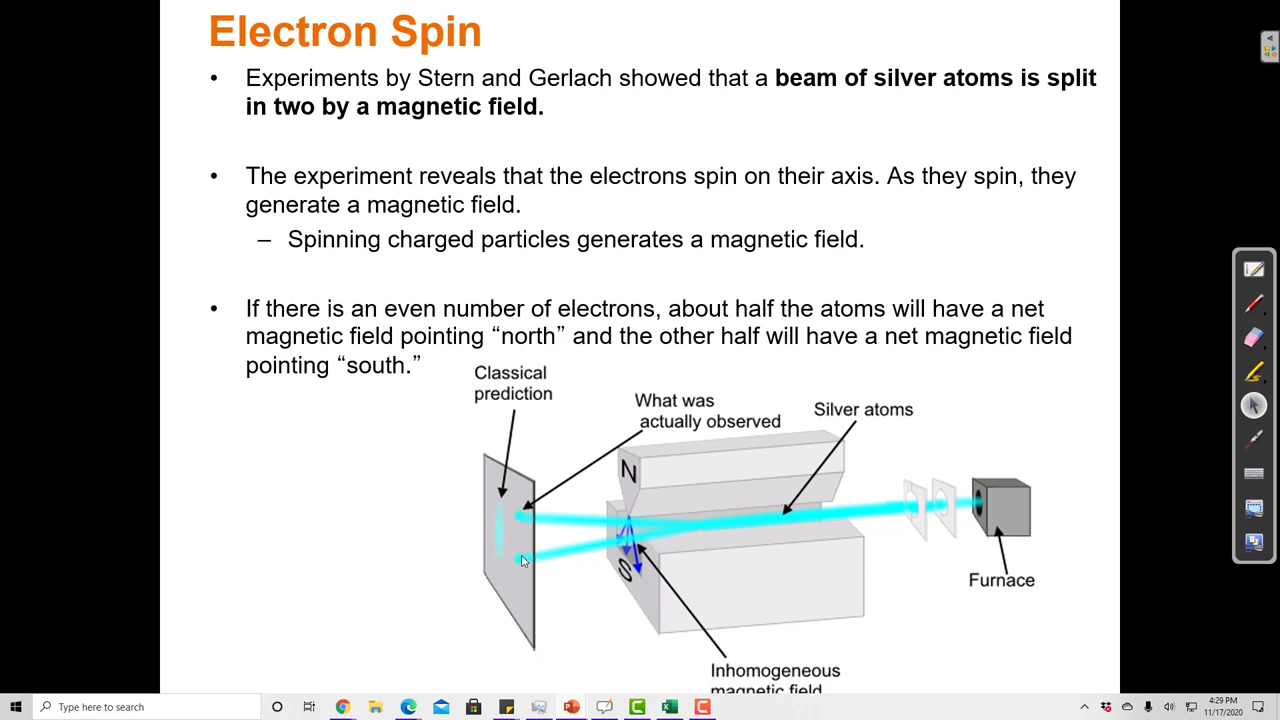 Electron Spin
• Experiments by Stern and Gerlach showed that a beam of silver atoms is split
in two by a magnetic field.
• The experiment reveals that the electrons spin on their axis. As they spin, they
generate a magnetic field.
– Spinning charged particles generates a magnetic field.
• If there is an even number of electrons, about half the atoms will have a net
magnetic field pointing “north” and the other half will have a net magnetic field
pointing “south.”
Classical
prediction
What was
actually observed
Silver atoms
N
S
Furnace
Inhomogeneous
magnetic field
Type here to search
4:29 PM
11/17/2020